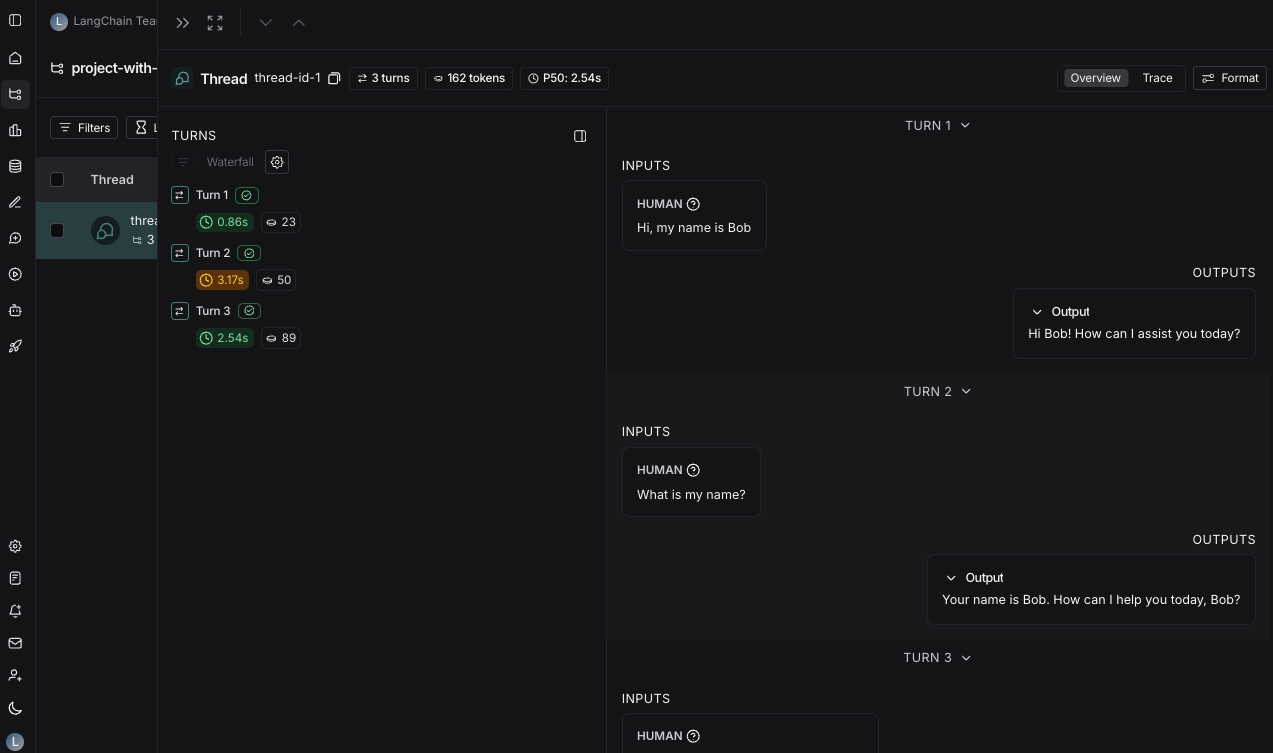 L LangChain Tea
project-with-
Filters
L
Thread
threa
3
Thread thread-id-1 3 turns 162 tokens P50: 2.54s
Overview Trace Format
TURNS
Waterfall
Turn 1
0.86s 23
Turn 2
3.17s 50
Turn 3
2.54s 89
TURN 1
INPUTS
HUMAN
Hi, my name is Bob
OUTPUTS
Output
Hi Bob! How can I assist you today?
TURN 2
INPUTS
HUMAN
What is my name?
OUTPUTS
Output
Your name is Bob. How can I help you today, Bob?
TURN 3
INPUTS
HUMAN
L